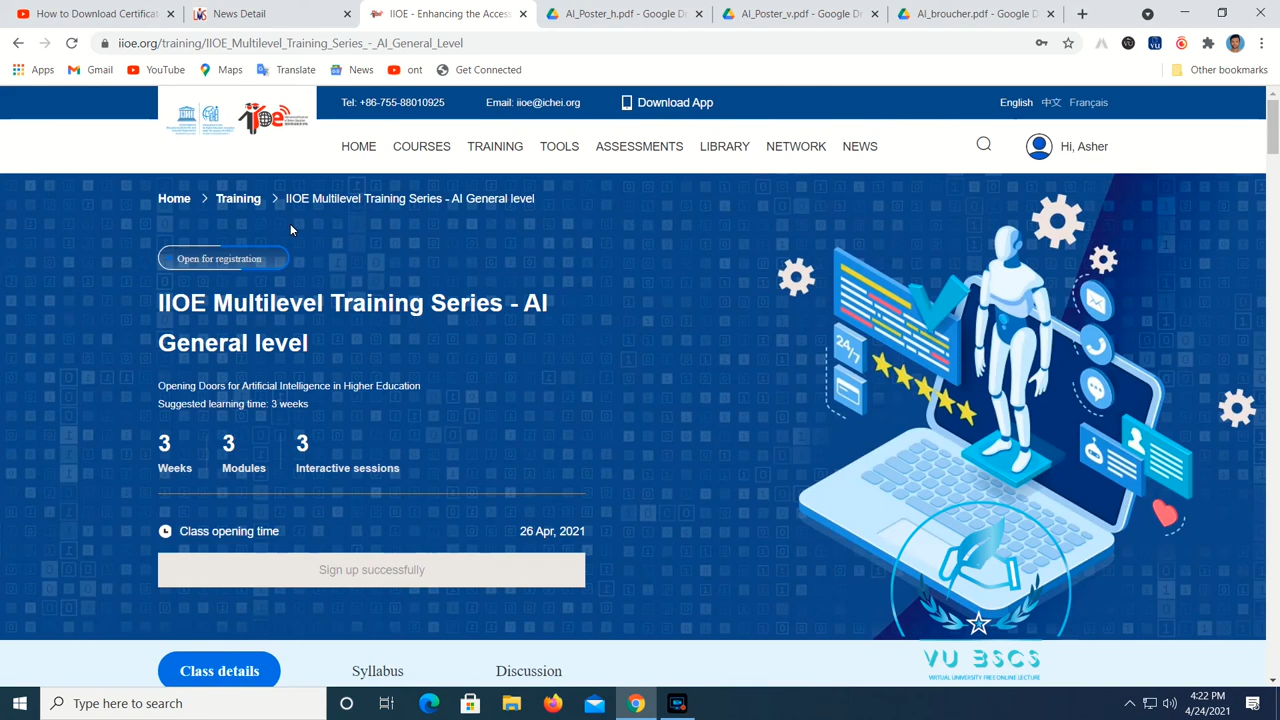 How to Download Certificat
News Detail
IIOE - Enhancing the Access
AI_Poster_h.pdf - Google Dr
AI_Poster_v.pdf - Google Dr
AI_broucher.pdf - Google D
iioe.org/training/IIOE_Multilevel_Training_Series_-_AI_General_Level
Apps
Gmail
YouTube
Maps
Translate
News
ont
Getting Started
Other bookmarks
iioe
Tel: +86-755-88010925
Email: iioe@ichei.org
Download App
English
中文
Français
HOME
COURSES
TRAINING
TOOLS
ASSESSMENTS
LIBRARY
NETWORK
NEWS
Hi, Asher
Home
Training
IIOE Multilevel Training Series - AI General level
Open for registration
IIOE Multilevel Training Series - AI
General level
Opening Doors for Artificial Intelligence in Higher Education
Suggested learning time: 3 weeks
3
3
3
Weeks
Modules
Interactive sessions
Class opening time
26 Apr, 2021
Sign up successfully
24/7
VU BSCS
VIRTUAL UNIVERSITY FREE ONLINE LECTURE
Class details
Syllabus
Discussion
Type here to search
4:22 PM
4/24/2021